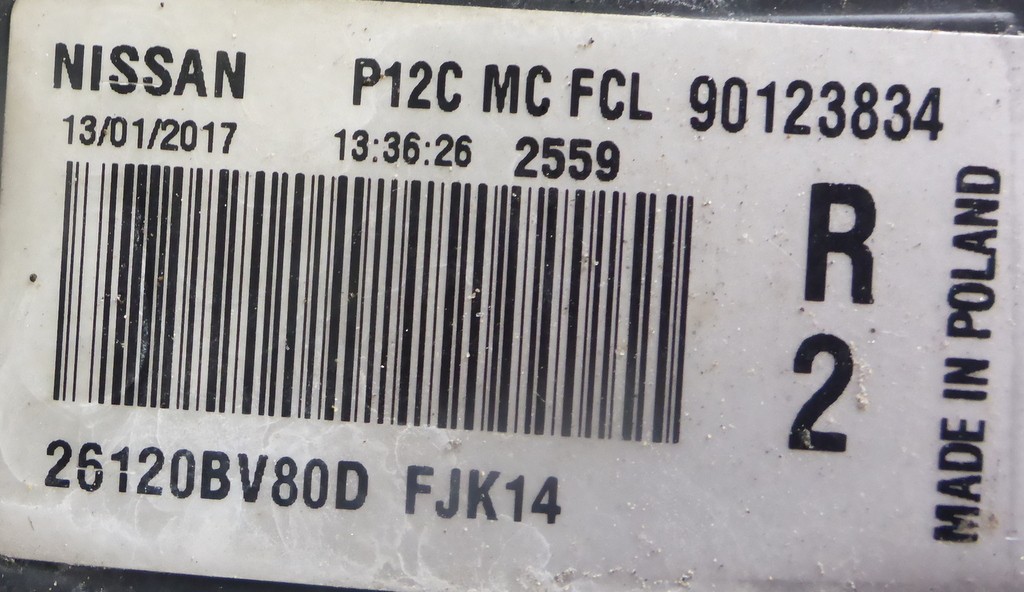 NISSAN P12C MC FCL 90123834
13/01/2017 13:36:26 2559
R
2
26120BV80D FJK14
MADE IN POLAND